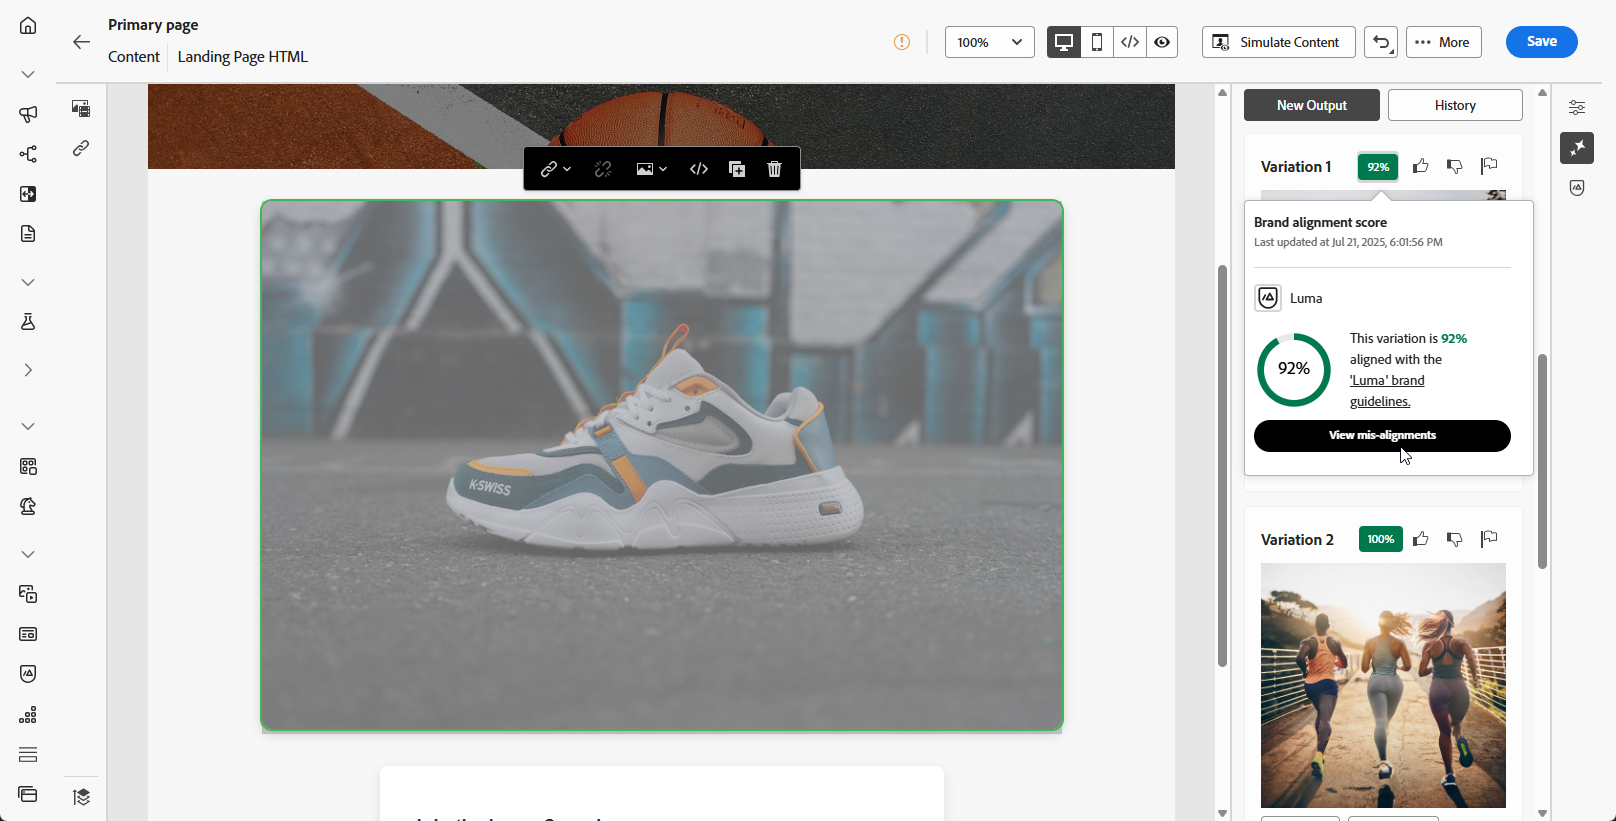 Primary page
Content
Landing Page HTML
100%
Simulate Content
More
Save
New Output
History
Variation 1
92%
Brand alignment score
Last updated at Jul 21, 2025, 6:01:56 PM
Luma
92%
This variation is 92%
aligned with the
'Luma' brand
guidelines.
View mis-alignments
K·SWISS
Variation 2
100%